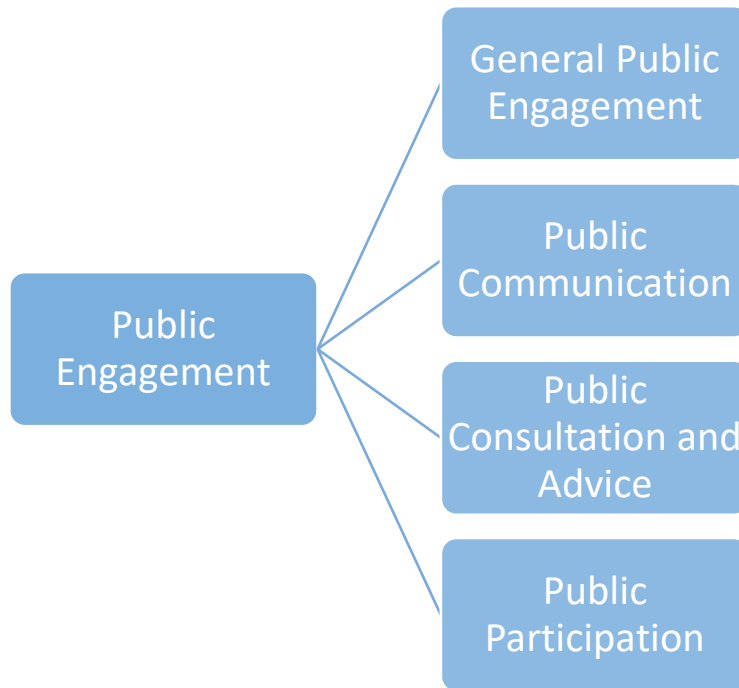 General Public
Engagement
Public
Communication
Public
Engagement
Public
Consultation and
Advice
Public
Participation